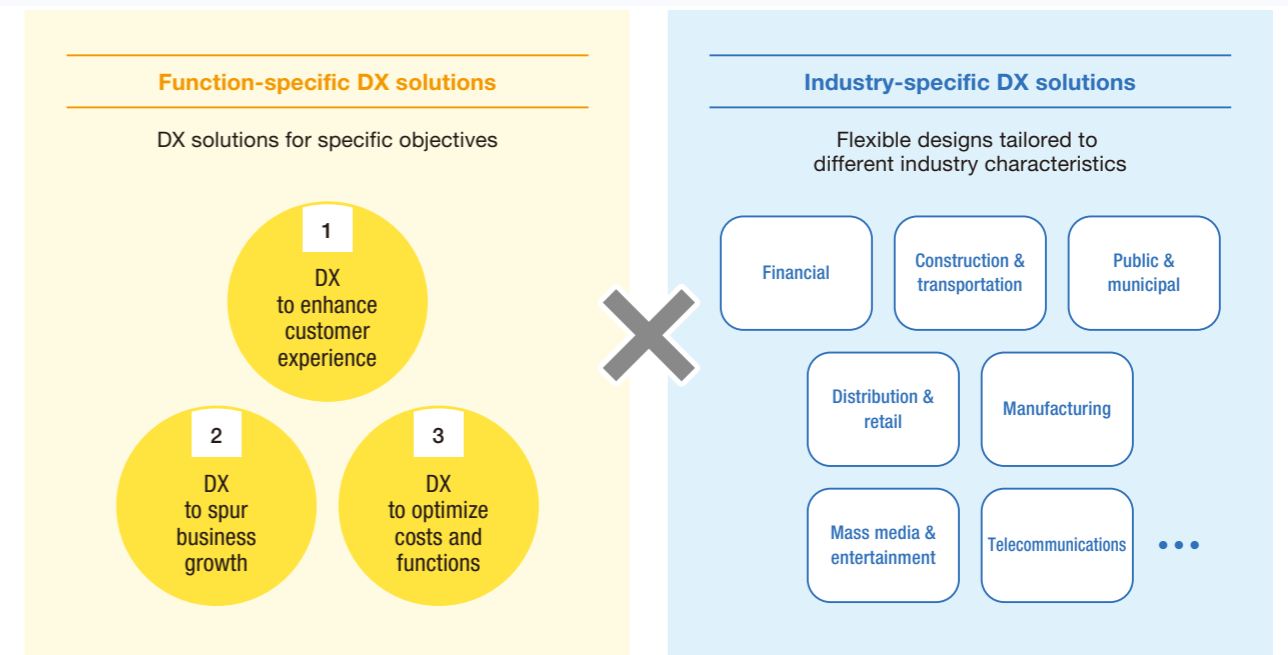 Function-specific DX solutions
DX solutions for specific objectives
1
DX
to enhance
customer
experience
2
DX
to spur
business
growth
3
DX
to optimize
costs and
functions
Industry-specific DX solutions
Flexible designs tailored to
different industry characteristics
Financial
Construction &
transportation
Public &
municipal
Distribution &
retail
Manufacturing
Mass media &
entertainment
Telecommunications
•••